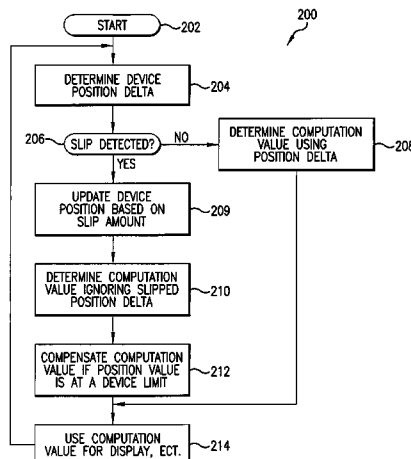 200
START
202
DETERMINE DEVICE
POSITION DELTA
204
206
SLIP DETECTED?
NO
YES
DETERMINE COMPUTATION
VALUE USING
POSITION DELTA
208
UPDATE DEVICE
POSITION BASED ON
SLIP AMOUNT
209
DETERMINE COMPUTATION
VALUE IGNORING SLIPPED
POSITION DELTA
210
COMPENSATE COMPUTATION
VALUE IF POSITION VALUE
IS AT A DEVICE LIMIT
212
USE COMPUTATION
VALUE FOR DISPLAY, ECT.
214